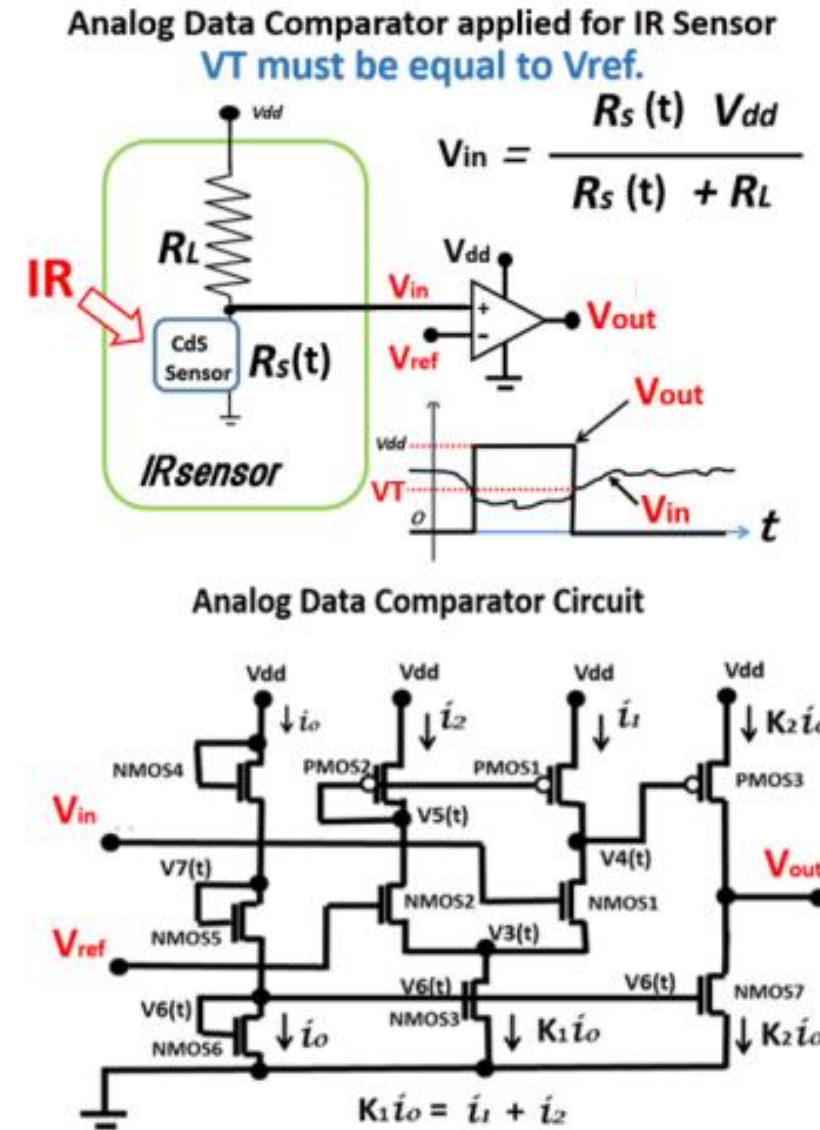 Analog Data Comparator applied for IR Sensor
VT must be equal to Vref.
Vdd
Vin = Rs (t) Vdd
Rs (t) + RL
RL
Vdd
IR
Vin
+
Vout
CdS
Sensor
Rs(t)
Vref
-
Vout
Vdd
IRsensor
VT
Vin
0
t
Analog Data Comparator Circuit
Vdd Vdd Vdd Vdd
↓io ↓i2 ↓i1 ↓K2io
NMOS4 PMOS2 PMOS1 PMOS3
Vin
V5(t)
V4(t)
V7(t)
Vout
NMOS2 NMOS1
NMOS5
V3(t)
Vref
V6(t) V6(t)
NMOS7
V6(t)
NMOS3
NMOS6
↓io ↓K1io ↓K2io
K1io = i1 + i2